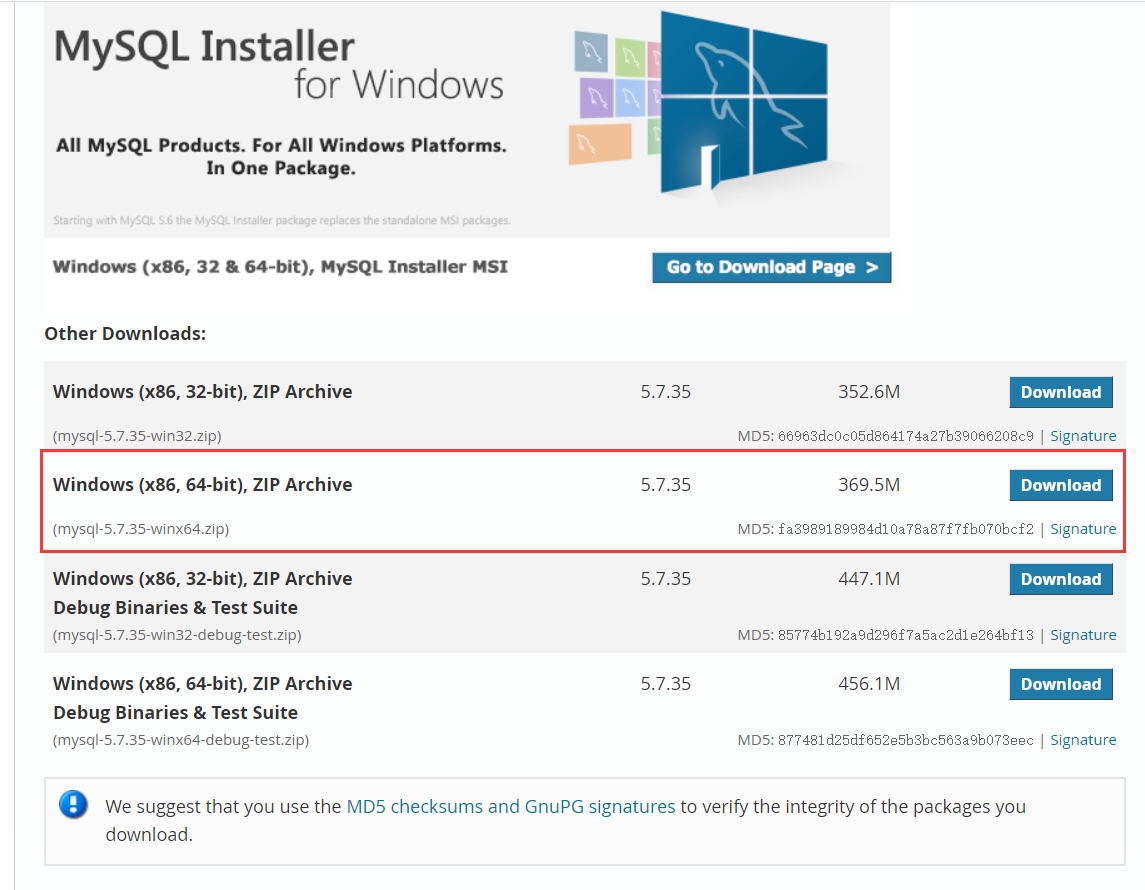 MySQL Installer
for Windows
All MySQL Products. For All Windows Platforms.
In One Package.
Starting with MySQL 5.6 the MySQL Installer package replaces the standalone MSI packages.
Windows (x86, 32 & 64-bit), MySQL Installer MSI
Go to Download Page >
Other Downloads:
Windows (x86, 32-bit), ZIP Archive 5.7.35 352.6M Download
(mysql-5.7.35-win32.zip) MD5: 66963dc0c05d864174a27b39066208c9 | Signature
Windows (x86, 64-bit), ZIP Archive 5.7.35 369.5M Download
(mysql-5.7.35-winx64.zip) MD5: fa3989189984d10a78a87f7fb070bcf2 | Signature
Windows (x86, 32-bit), ZIP Archive 5.7.35 447.1M Download
Debug Binaries & Test Suite
(mysql-5.7.35-win32-debug-test.zip) MD5: 85774b192a9d296f7a5ac2d1e264bf13 | Signature
Windows (x86, 64-bit), ZIP Archive 5.7.35 456.1M Download
Debug Binaries & Test Suite
(mysql-5.7.35-winx64-debug-test.zip) MD5: 877481d25df652e5b3bc563a9b073eec | Signature
We suggest that you use the MD5 checksums and GnuPG signatures to verify the integrity of the packages you
download.